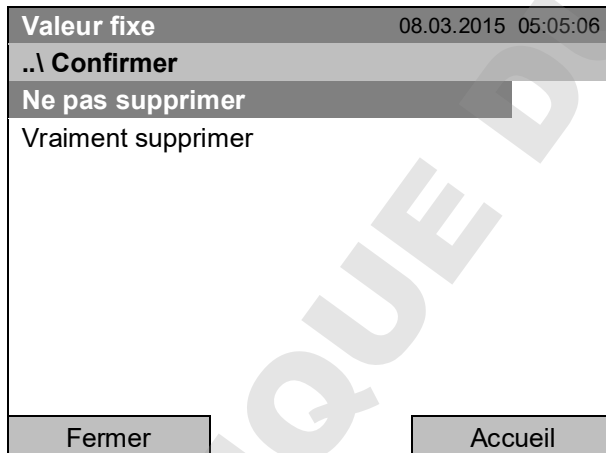 Valeur fixe 08.03.2015 05:05:06
..\ Confirmer
Ne pas supprimer
Vraiment supprimer
Fermer Accueil